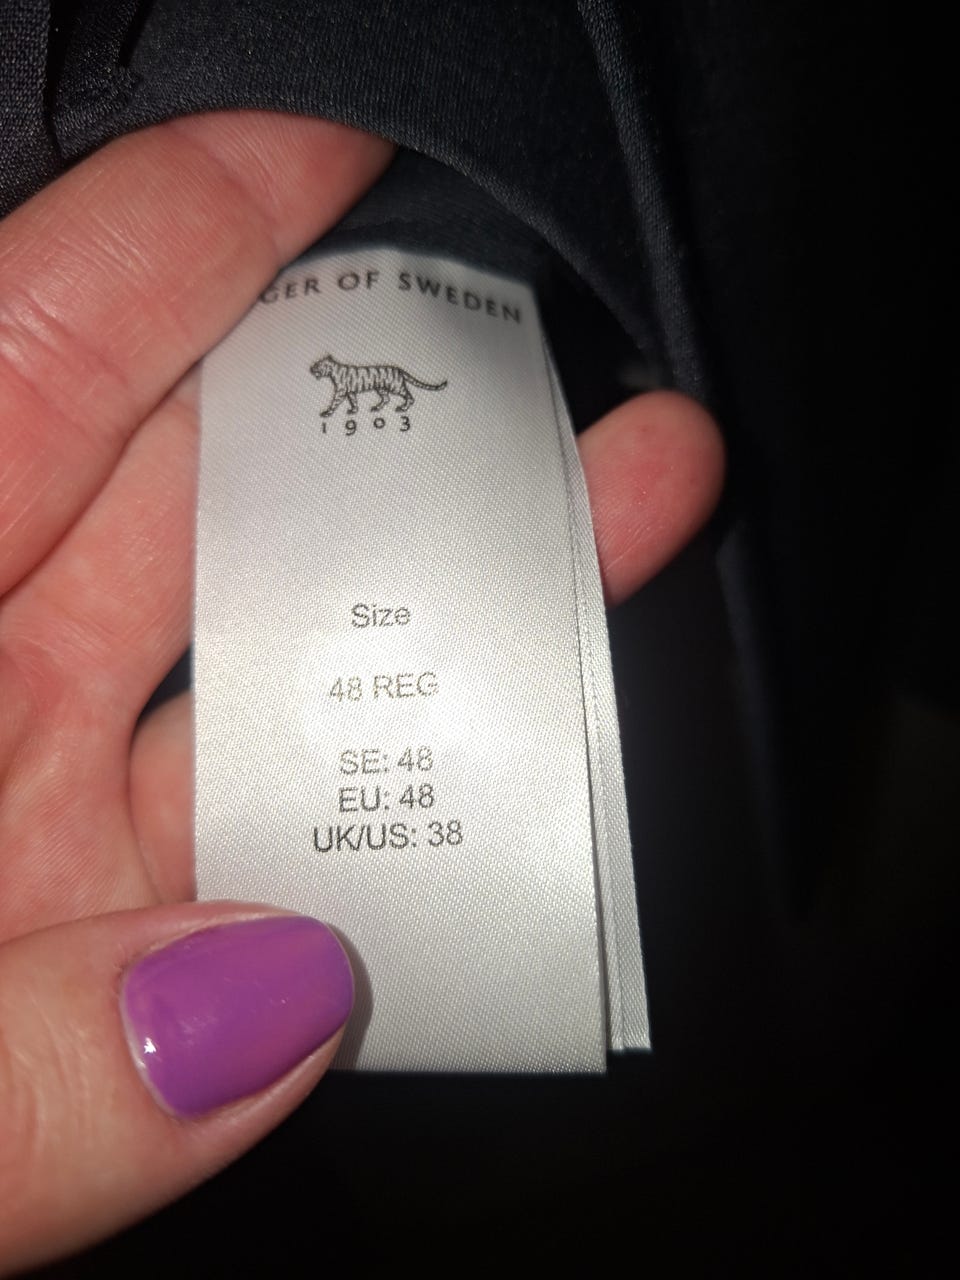 GER OF SWEDEN
1903
Size
48 REG
SE: 48
EU: 48
UK/US: 38